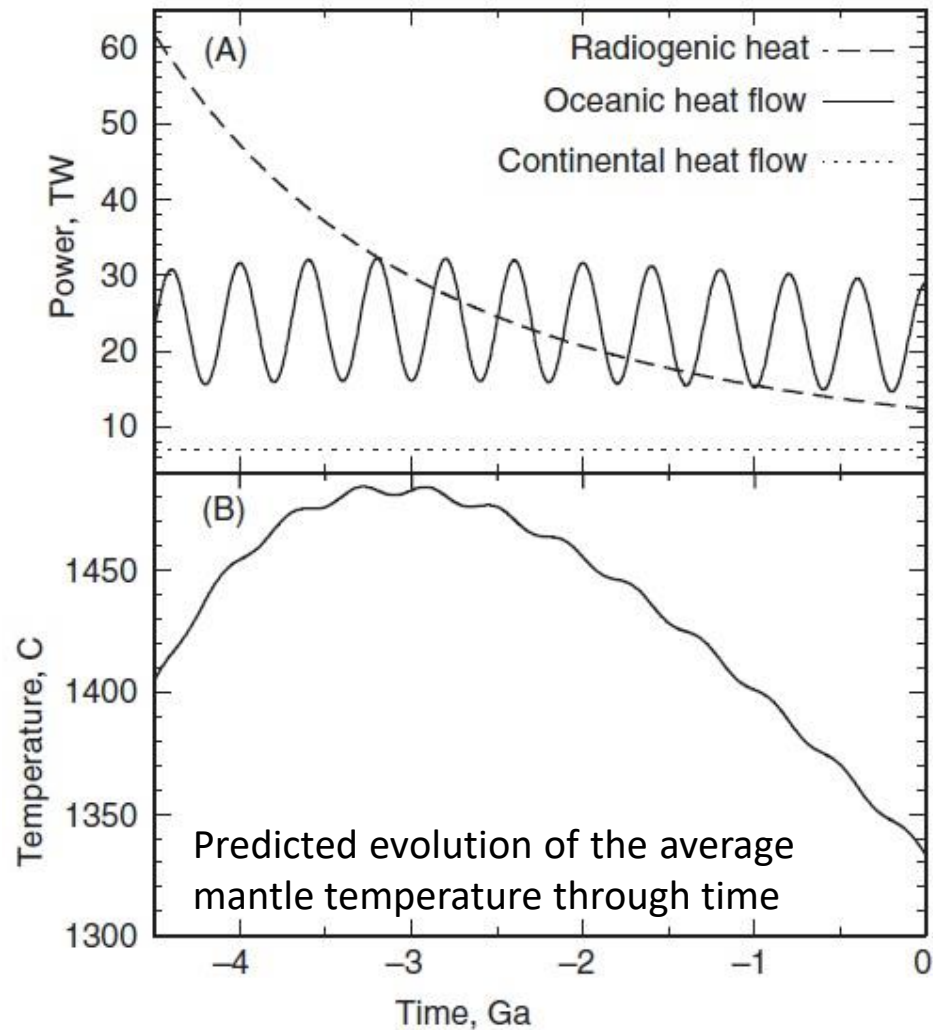 (A)
Radiogenic heat
Oceanic heat flow
Continental heat flow
Power, TW
60
50
40
30
20
10
(B)
Temperature, C
1450
1400
1350
1300
Predicted evolution of the average
mantle temperature through time
–4
–3
–2
–1
0
Time, Ga